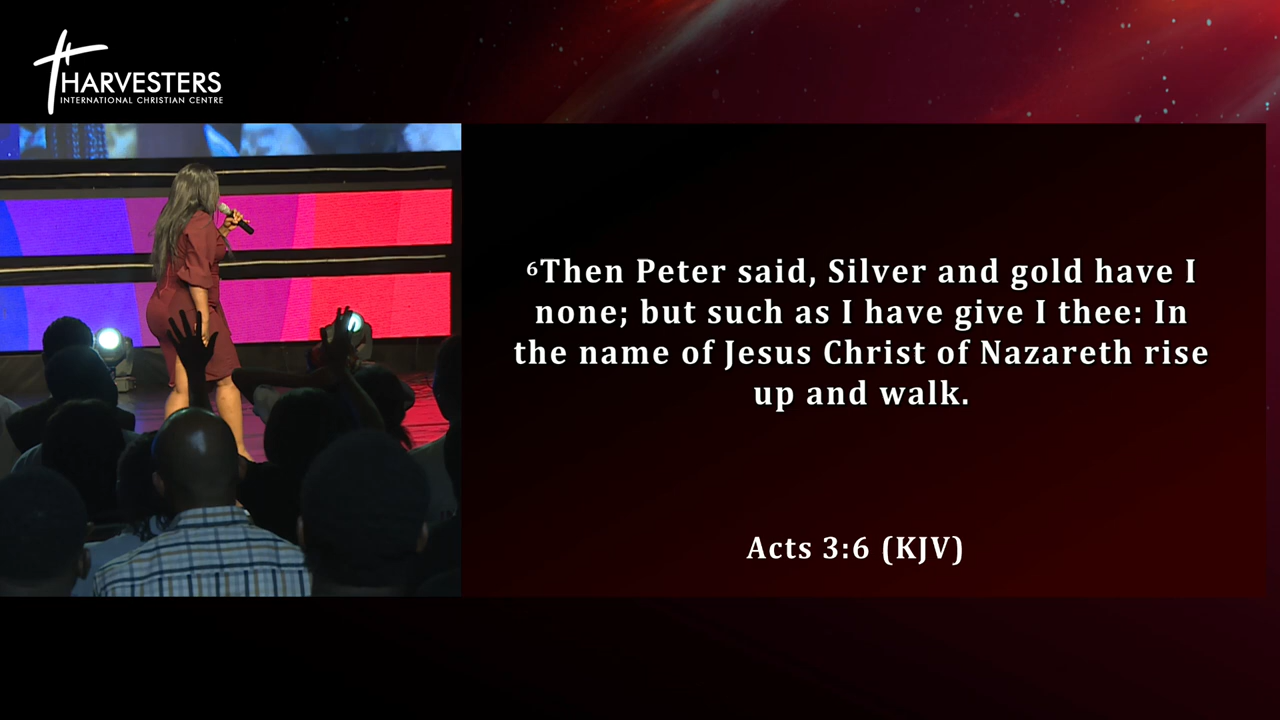 HARVESTERS
INTERNATIONAL CHRISTIAN CENTRE
⁶Then Peter said, Silver and gold have I
none; but such as I have give I thee: In
the name of Jesus Christ of Nazareth rise
up and walk.
Acts 3:6 (KJV)